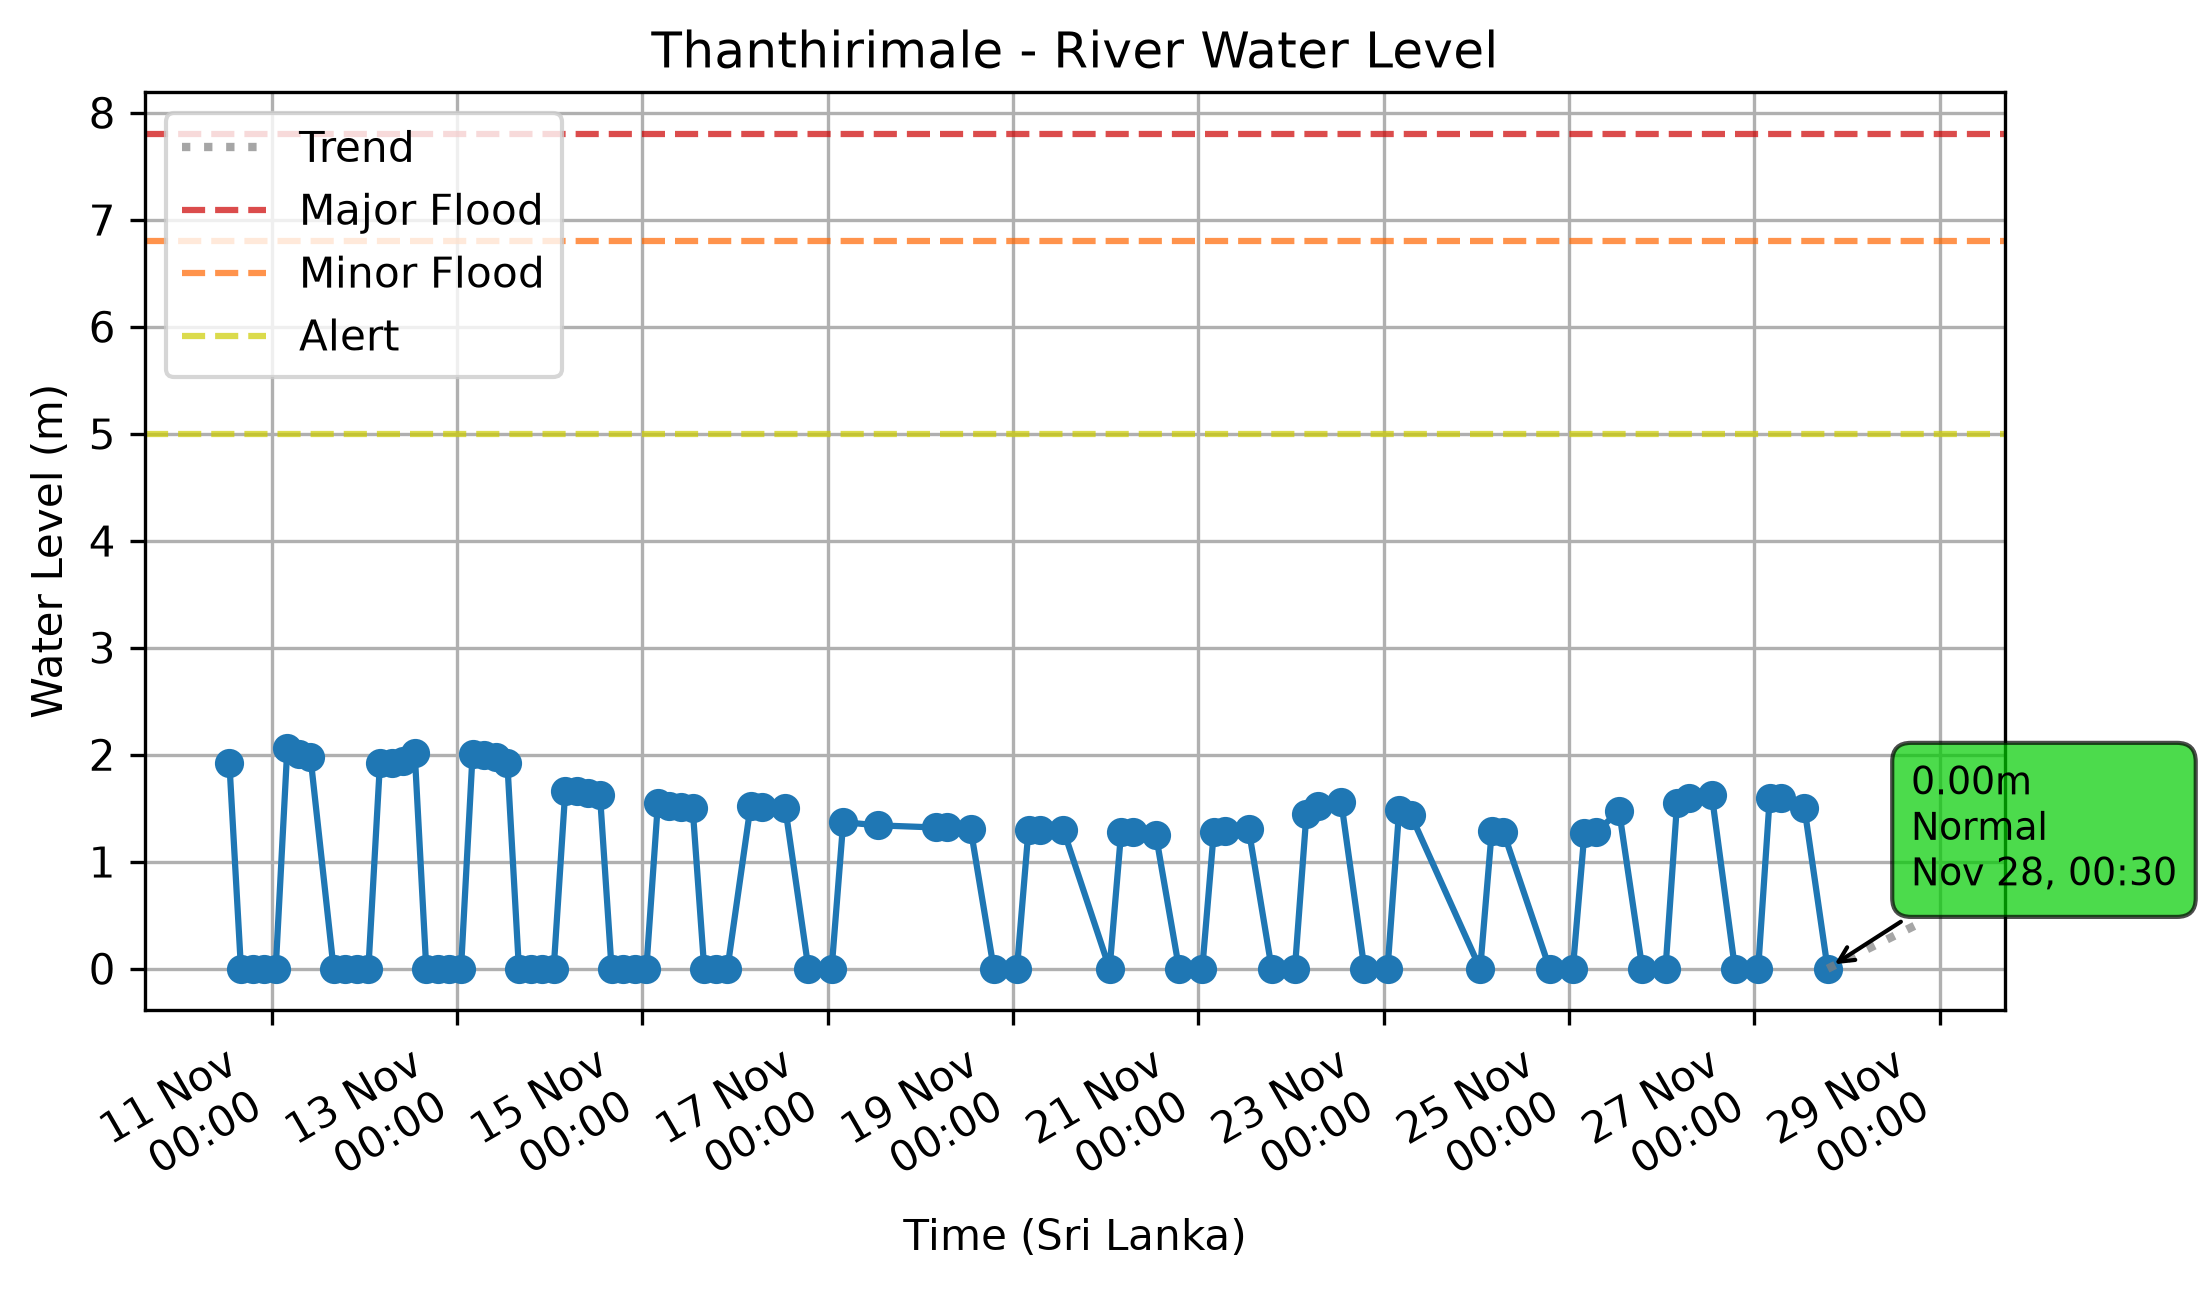 Thanthirimale - River Water Level
Water Level (m)
8
7
6
5
4
3
2
1
0
Trend
Major Flood
Minor Flood
Alert
0.00m
Normal
Nov 28, 00:30
11 Nov
00:00
13 Nov
00:00
15 Nov
00:00
17 Nov
00:00
19 Nov
00:00
21 Nov
00:00
23 Nov
00:00
25 Nov
00:00
27 Nov
00:00
29 Nov
00:00
Time (Sri Lanka)